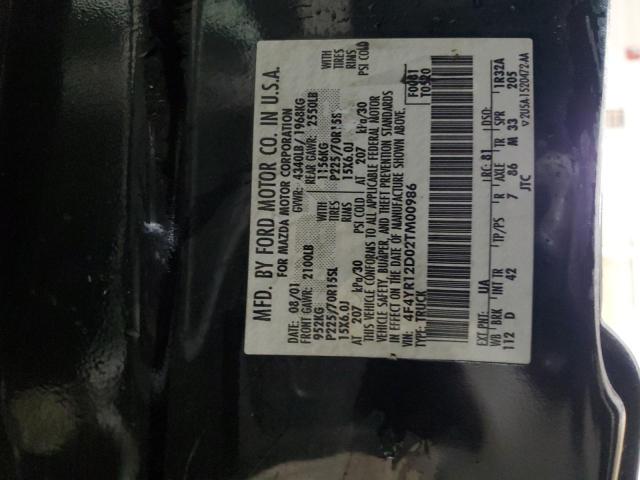 MFD. BY FORD MOTOR CO. IN U.S.A.
FOR MAZDA MOTOR CORPORATION
DATE: 08/01 GVWR: 4340LB/ 1968KG
FRONT GAWR: 2100LB REAR GAWR: 2550LB
952KG 1156KG WITH
P225/70R15SL P225/70R15SL TIRES
15X6.0J 15X6.0J RIMS
AT 207 kPa/30 PSI COLD AT 207 kPa/30 PSI COLD
THIS VEHICLE CONFORMS TO ALL APPLICABLE FEDERAL MOTOR
VEHICLE SAFETY, BUMPER, AND THEFT PREVENTION STANDARDS
IN EFFECT ON THE DATE OF MANUFACTURE SHOWN ABOVE.
VIN: 4F4YR12D02TM00986
TYPE: TRUCK
F0081
T05R0
EXT PNT: UA RC: 81 DSO:
WB BRK INT TR TP/PS R AXLE TR SPR 1R32A
112 D 42 7 86 M 33 205
JTC